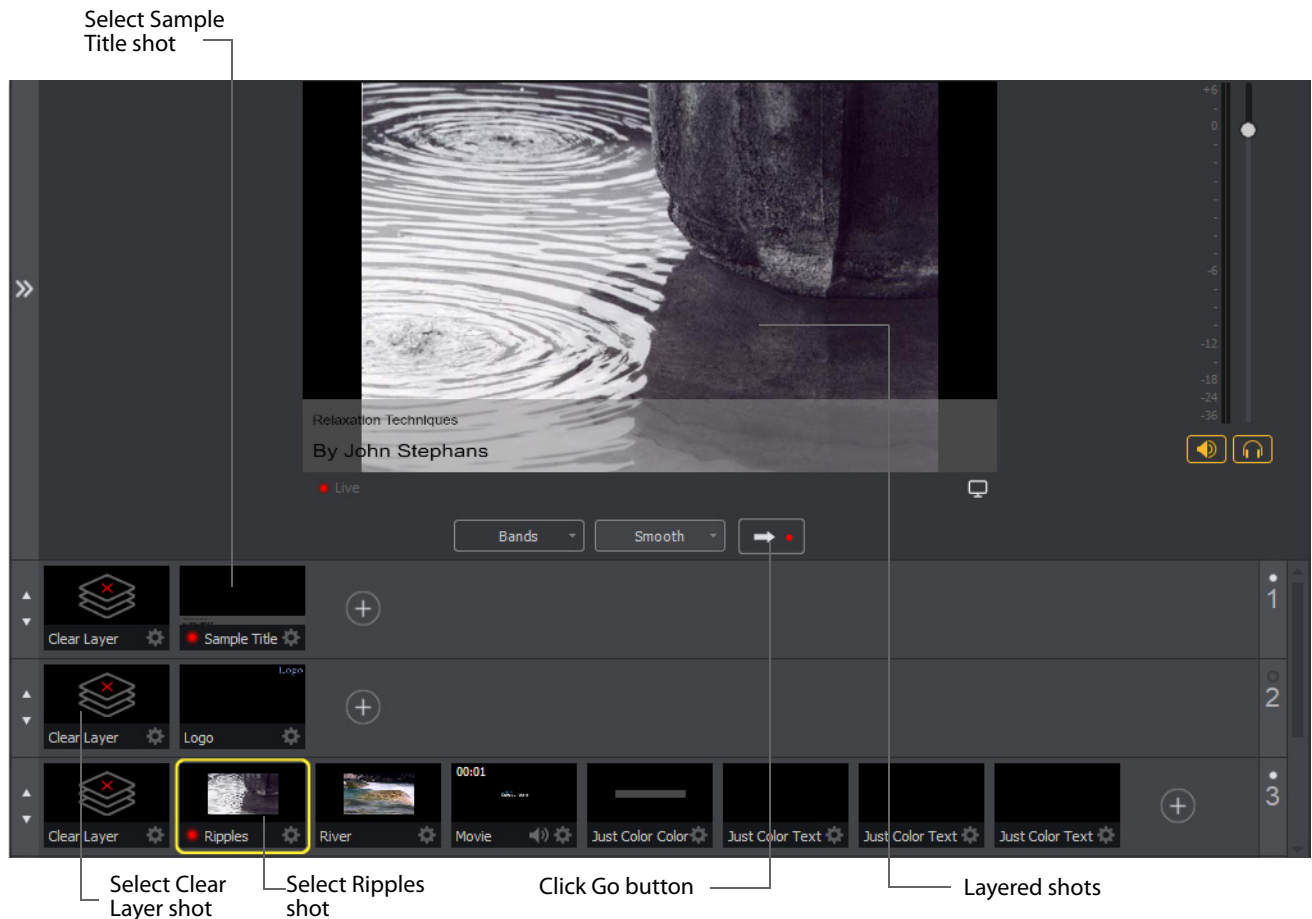 Select Sample
Title shot
+6
0
-6
-12
-18
-24
-36
Relaxation Techniques
By John Stephans
Live
Bands
Smooth
Clear Layer
Sample Title
1
Logo
Clear Layer
Logo
2
00:01
Clear Layer
Ripples
River
Movie
Just Color Color
Just Color Text
Just Color Text
Just Color Text
3
Select Clear
Layer shot
Select Ripples
shot
Click Go button
Layered shots